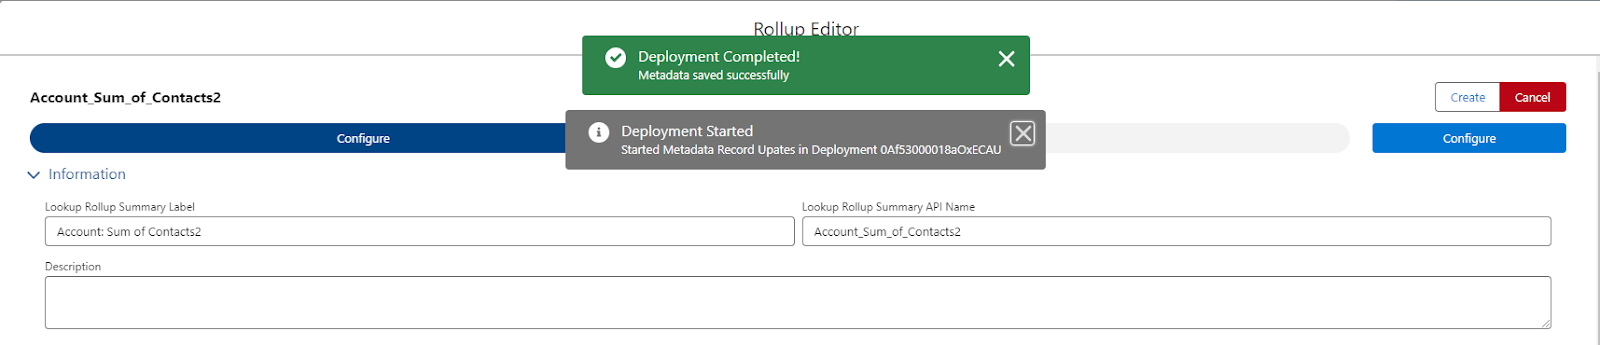 Rollup Editor
Deployment Completed!
Metadata saved successfully
Account_Sum_of_Contacts2
Create
Cancel
Deployment Started
Started Metadata Record Upates in Deployment 0Af53000018aOxECAU
Configure
Configure
Information
Lookup Rollup Summary Label
Lookup Rollup Summary API Name
Account: Sum of Contacts2
Account_Sum_of_Contacts2
Description